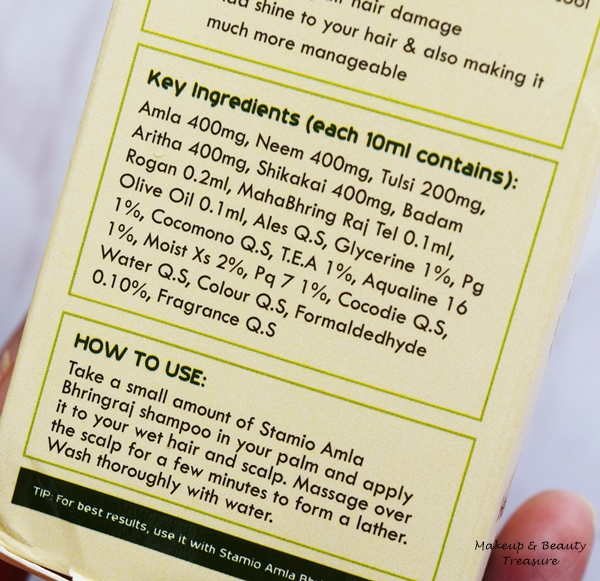 hair damage
shine to your hair & also making it
much more manageable
Key Ingredients (each 10ml contains):
Amla 400mg, Neem 400mg, Tulsi 200mg,
Aritha 400mg, Shikakai 400mg, Badam
Rogan 0.2ml, MahaBhring Raj Tel 0.1ml,
Olive Oil 0.1ml, Ales Q.S, Glycerine 1%, Pg
1%, Cocomono Q.S, T.E.A 1%, Aqualine 16
1%, Moist Xs 2%, Pq 7 1%, Cocodie Q.S,
Water Q.S, Colour Q.S, Formaldedhyde
0.10%, Fragrance Q.S
HOW TO USE:
Take a small amount of Stamio Amla
Bhringraj shampoo in your palm and apply
it to your wet hair and scalp. Massage over
the scalp for a few minutes to form a lather.
Wash thoroughly with water.
TIP: For best results, use it with Stamio Amla
Makeup & Beauty
Treasure